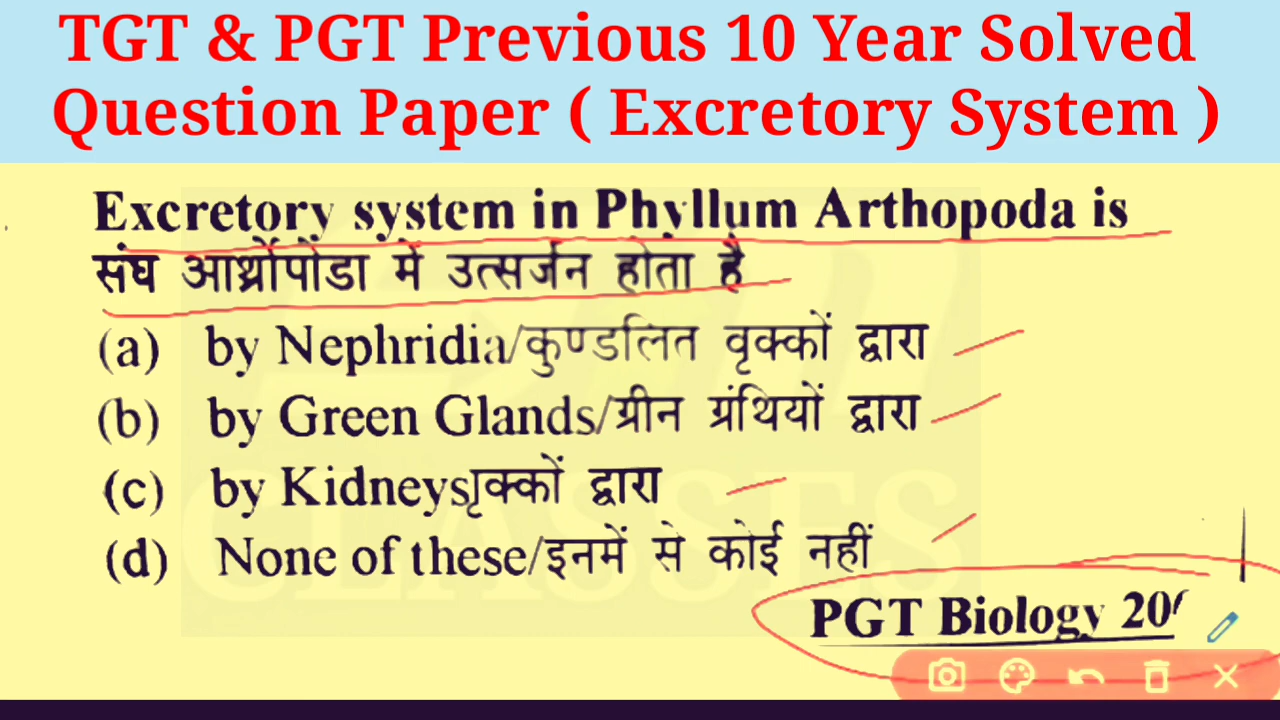 TGT & PGT Previous 10 Year Solved
Question Paper ( Excretory System )
Excretory system in Phyllum Arthopoda is
संघ आर्थ्रोपोडा में उत्सर्जन होता है
(a) by Nephridia/कुण्डलित वृक्कों द्वारा
(b) by Green Glands/ग्रीन ग्रंथियों द्वारा
(c) by Kidneys/वृक्कों द्वारा
(d) None of these/इनमें से कोई नहीं
PGT Biology
CLASSES